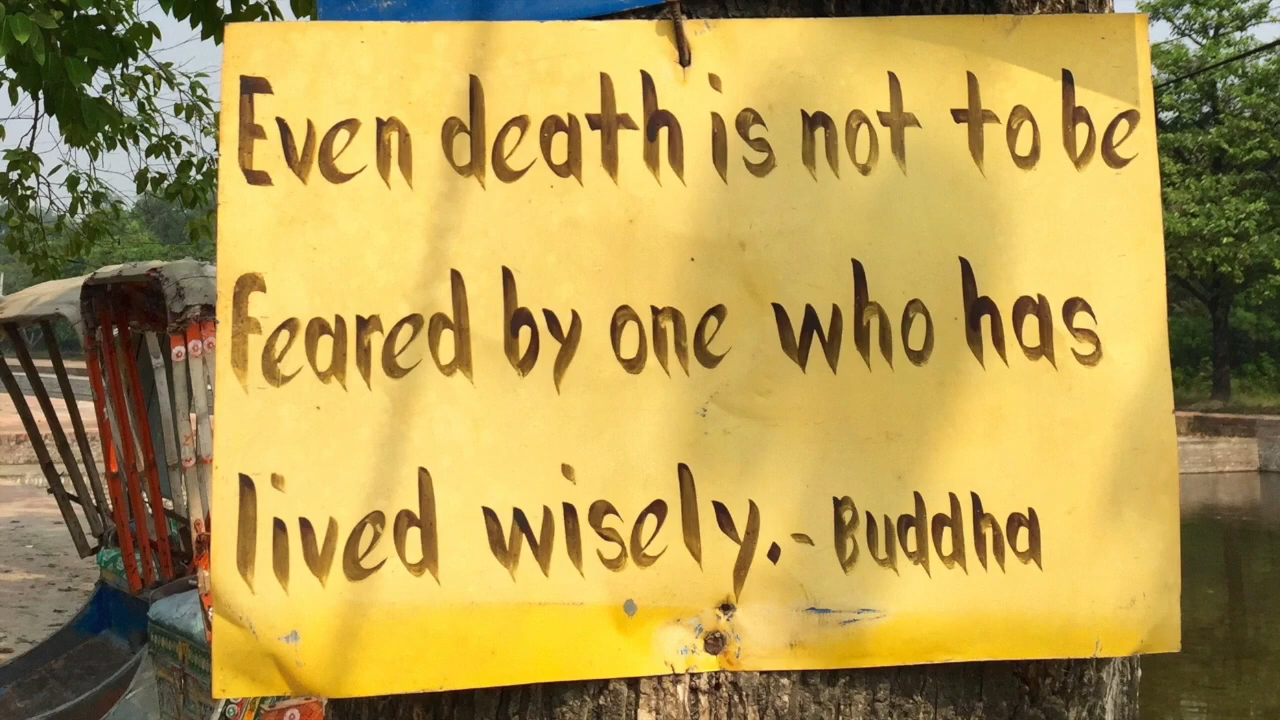 Even death is not to be
feared by one who has
lived wisely. - Buddha